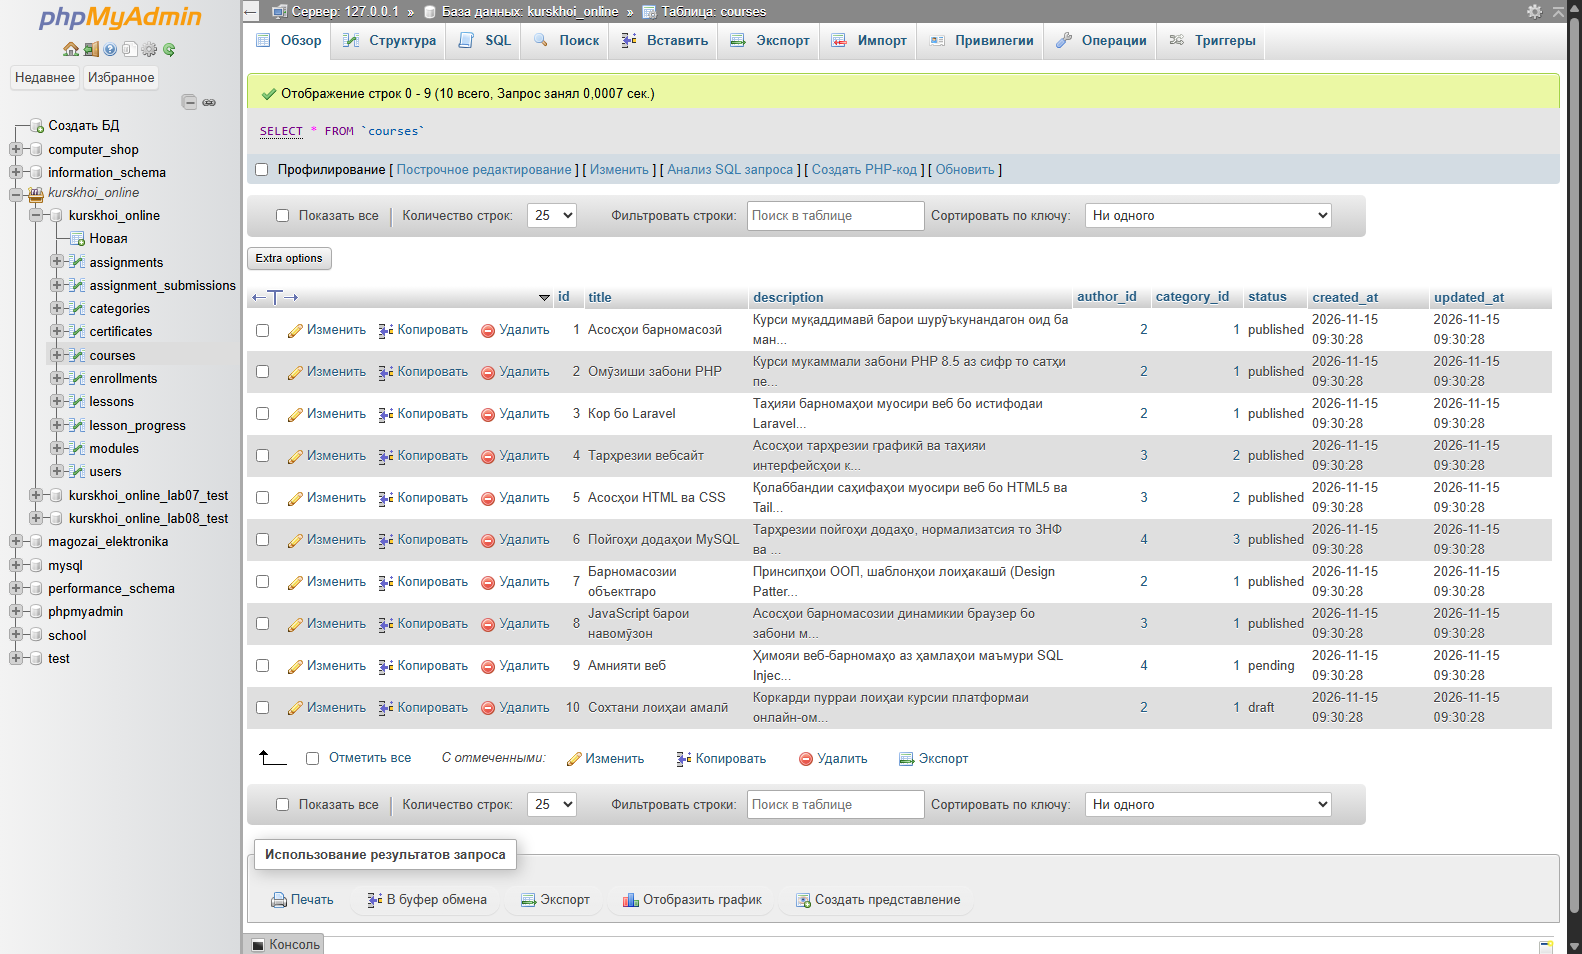 phpMyAdmin
Недавнее Избранное
Создать БД
computer_shop
information_schema
kurskhoi_online
kurskhoi_online
Новая
assignments
assignment_submissions
categories
certificates
courses
enrollments
lessons
lesson_progress
modules
users
kurskhoi_online_lab07_test
kurskhoi_online_lab08_test
magozai_elektronika
mysql
performance_schema
phpmyadmin
school
test
Сервер: 127.0.0.1 » База данных: kurskhoi_online » Таблица: courses
Обзор Структура SQL Поиск Вставить Экспорт Импорт Привилегии Операции Триггеры
Отображение строк 0 - 9 (10 всего, Запрос занял 0,0007 сек.)
SELECT * FROM `courses`
Профилирование [ Построчное редактирование ] [ Изменить ] [ Анализ SQL запроса ] [ Создать PHP-код ] [ Обновить ]
Показать все Количество строк: 25 Фильтровать строки: Поиск в таблице Сортировать по ключу: Ни одного
Extra options
←T→ id title description author_id category_id status created_at updated_at
Изменить Копировать Удалить 1 Асосҳои барномасозӣ Курси муқаддимавӣ барои шурӯъкунандагон оид ба ман... 2 1 published 2026-11-15 09:30:28 2026-11-15 09:30:28
Изменить Копировать Удалить 2 Омӯзиши забони PHP Курси мукаммали забони PHP 8.5 аз сифр то сатҳи пе... 2 1 published 2026-11-15 09:30:28 2026-11-15 09:30:28
Изменить Копировать Удалить 3 Кор бо Laravel Таҳияи барномаҳои муосири веб бо истифодаи Laravel... 2 1 published 2026-11-15 09:30:28 2026-11-15 09:30:28
Изменить Копировать Удалить 4 Тарҳрезии вебсайт Асосҳои тарҳрезии графикӣ ва таҳияи интерфейсҳои к... 3 2 published 2026-11-15 09:30:28 2026-11-15 09:30:28
Изменить Копировать Удалить 5 Асосҳои HTML ва CSS Қолаббандии саҳифаҳои муосири веб бо HTML5 ва Tail... 3 2 published 2026-11-15 09:30:28 2026-11-15 09:30:28
Изменить Копировать Удалить 6 Пойгоҳи додаҳои MySQL Тарҳрезии пойгоҳи додаҳо, нормализатсия то 3НФ ва ... 4 3 published 2026-11-15 09:30:28 2026-11-15 09:30:28
Изменить Копировать Удалить 7 Барномасозии объектгаро Принсипҳои ООП, шаблонҳои лоиҳакашӣ (Design Patter... 2 1 published 2026-11-15 09:30:28 2026-11-15 09:30:28
Изменить Копировать Удалить 8 JavaScript барои навомӯзон Асосҳои барномасозии динамикии браузер бо забони м... 3 1 published 2026-11-15 09:30:28 2026-11-15 09:30:28
Изменить Копировать Удалить 9 Амнияти веб Ҳимояи веб-барномаҳо аз ҳамлаҳои маъмури SQL Injec... 4 1 pending 2026-11-15 09:30:28 2026-11-15 09:30:28
Изменить Копировать Удалить 10 Сохтани лоиҳаи амалӣ Коркарди пурраи лоиҳаи курсии платформаи онлайн-ом... 2 1 draft 2026-11-15 09:30:28 2026-11-15 09:30:28
Отметить все С отмеченными: Изменить Копировать Удалить Экспорт
Показать все Количество строк: 25 Фильтровать строки: Поиск в таблице Сортировать по ключу: Ни одного
Использование результатов запроса
Печать В буфер обмена Экспорт Отобразить график Создать представление
Консоль